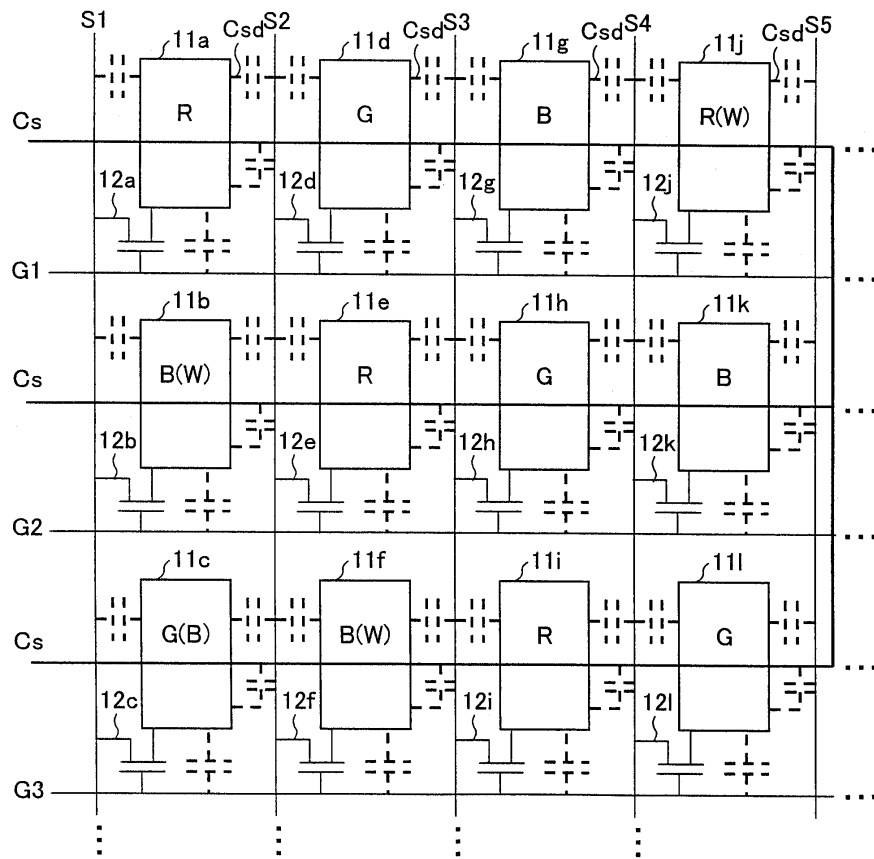 S1 S2 S3 S4 S5
11a Csd 11d Csd 11g Csd 11j Csd
R G B R(W)
Cs
12a 12d 12g 12j
G1
11b 11e 11h 11k
B(W) R G B
Cs
12b 12e 12h 12k
G2
11c 11f 11i 11l
G(B) B(W) R G
Cs
12c 12f 12i 12l
G3